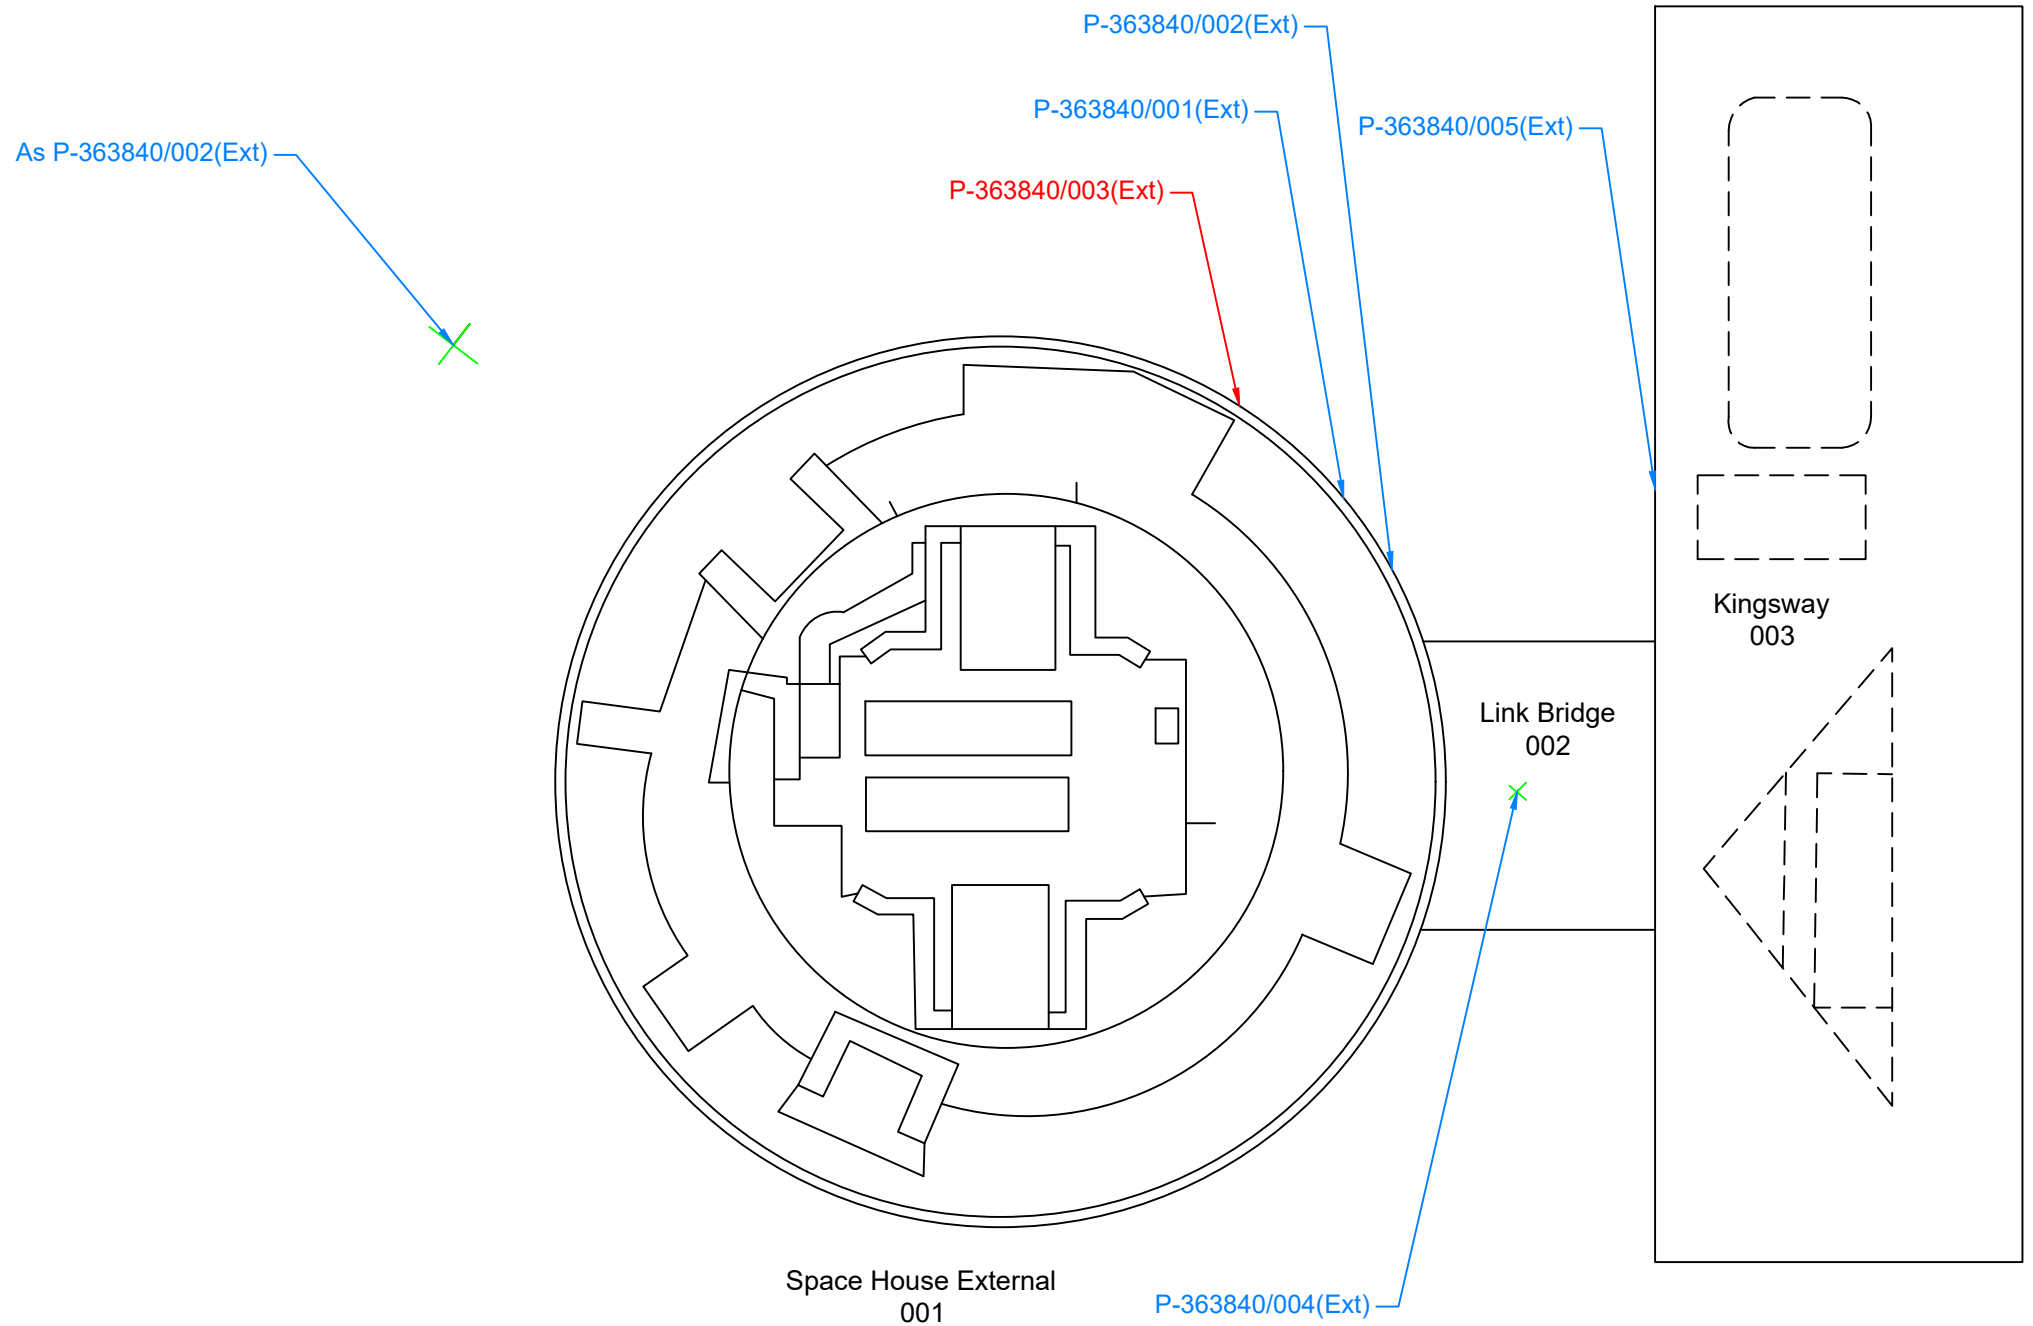 P-363840/002(Ext)
P-363840/001(Ext)
P-363840/005(Ext)
As P-363840/002(Ext)
P-363840/003(Ext)
Kingsway
003
Link Bridge
002
Space House External
001
P-363840/004(Ext)